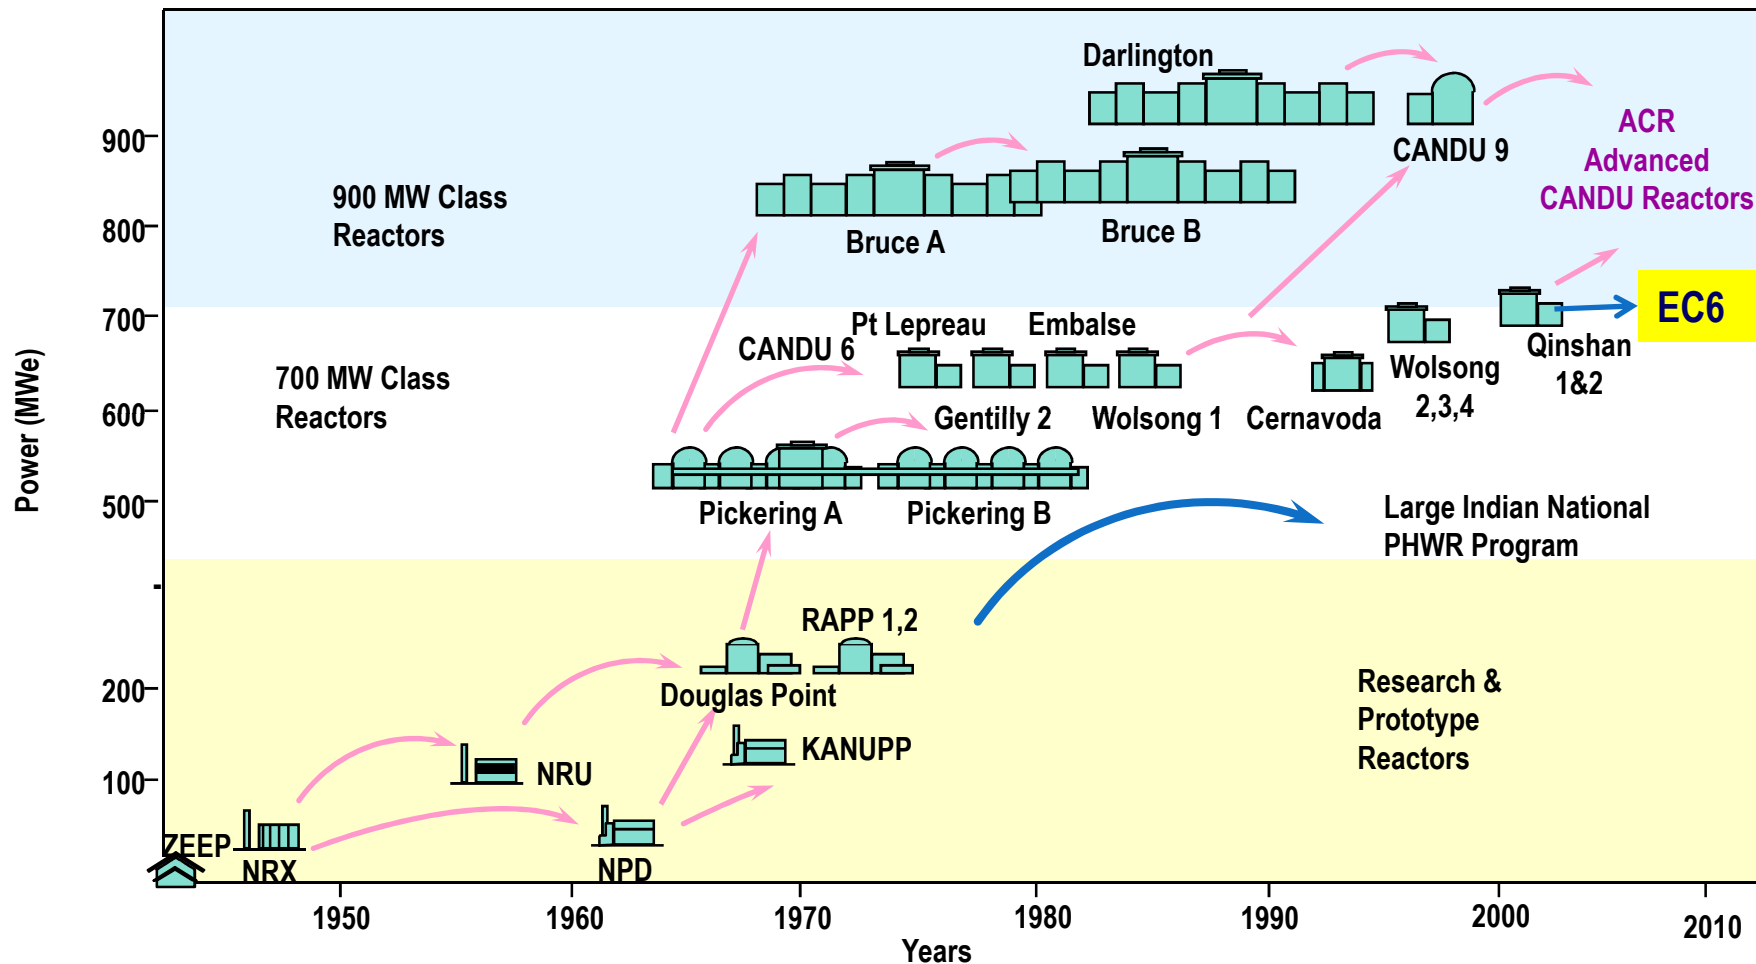 Darlington
900
CANDU 9
ACR
Advanced
CANDU Reactors
900 MW Class
Reactors
800
Bruce A
Bruce B
700
Pt Lepreau
Embalse
EC6
CANDU 6
Qinshan
1&2
Wolsong
2,3,4
700 MW Class
Reactors
Power (MWe)
600
Gentilly 2
Wolsong 1
Cernavoda
500
Pickering A
Pickering B
Large Indian National
PHWR Program
RAPP 1,2
200
Douglas Point
Research &
Prototype
Reactors
KANUPP
100
NRU
ZEEP
NRX
NPD
1950
1960
1970
1980
1990
2000
2010
Years